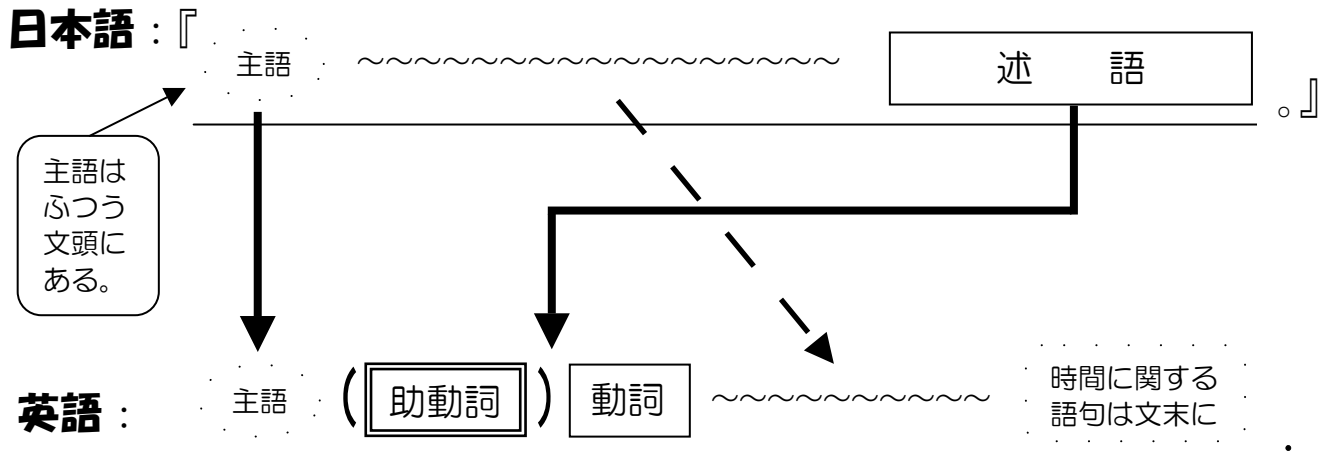 日本語：『 主語 ～～～～～～～～～～～～～～～～～ 述　語 。』
主語は
ふつう
文頭に
ある。
英語： 主語 ( 助動詞 ) 動詞 ～～～～～～～～～～ 時間に関する
語句は文末に .